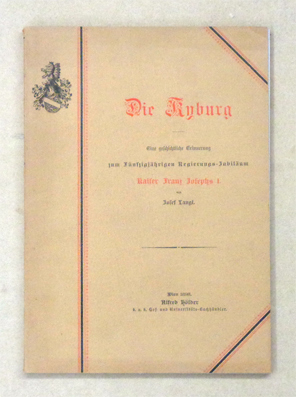 Die Kyburg
Eine geschichtliche Erinnerung
zum Fünfzigjährigen Regierungs-Jubiläum
Kaiser Franz Josephs I.
von
Josef Langl.
Wien 1898.
Alfred Hölder
k. u. k. Hof- und Universitäts-Buchhändler